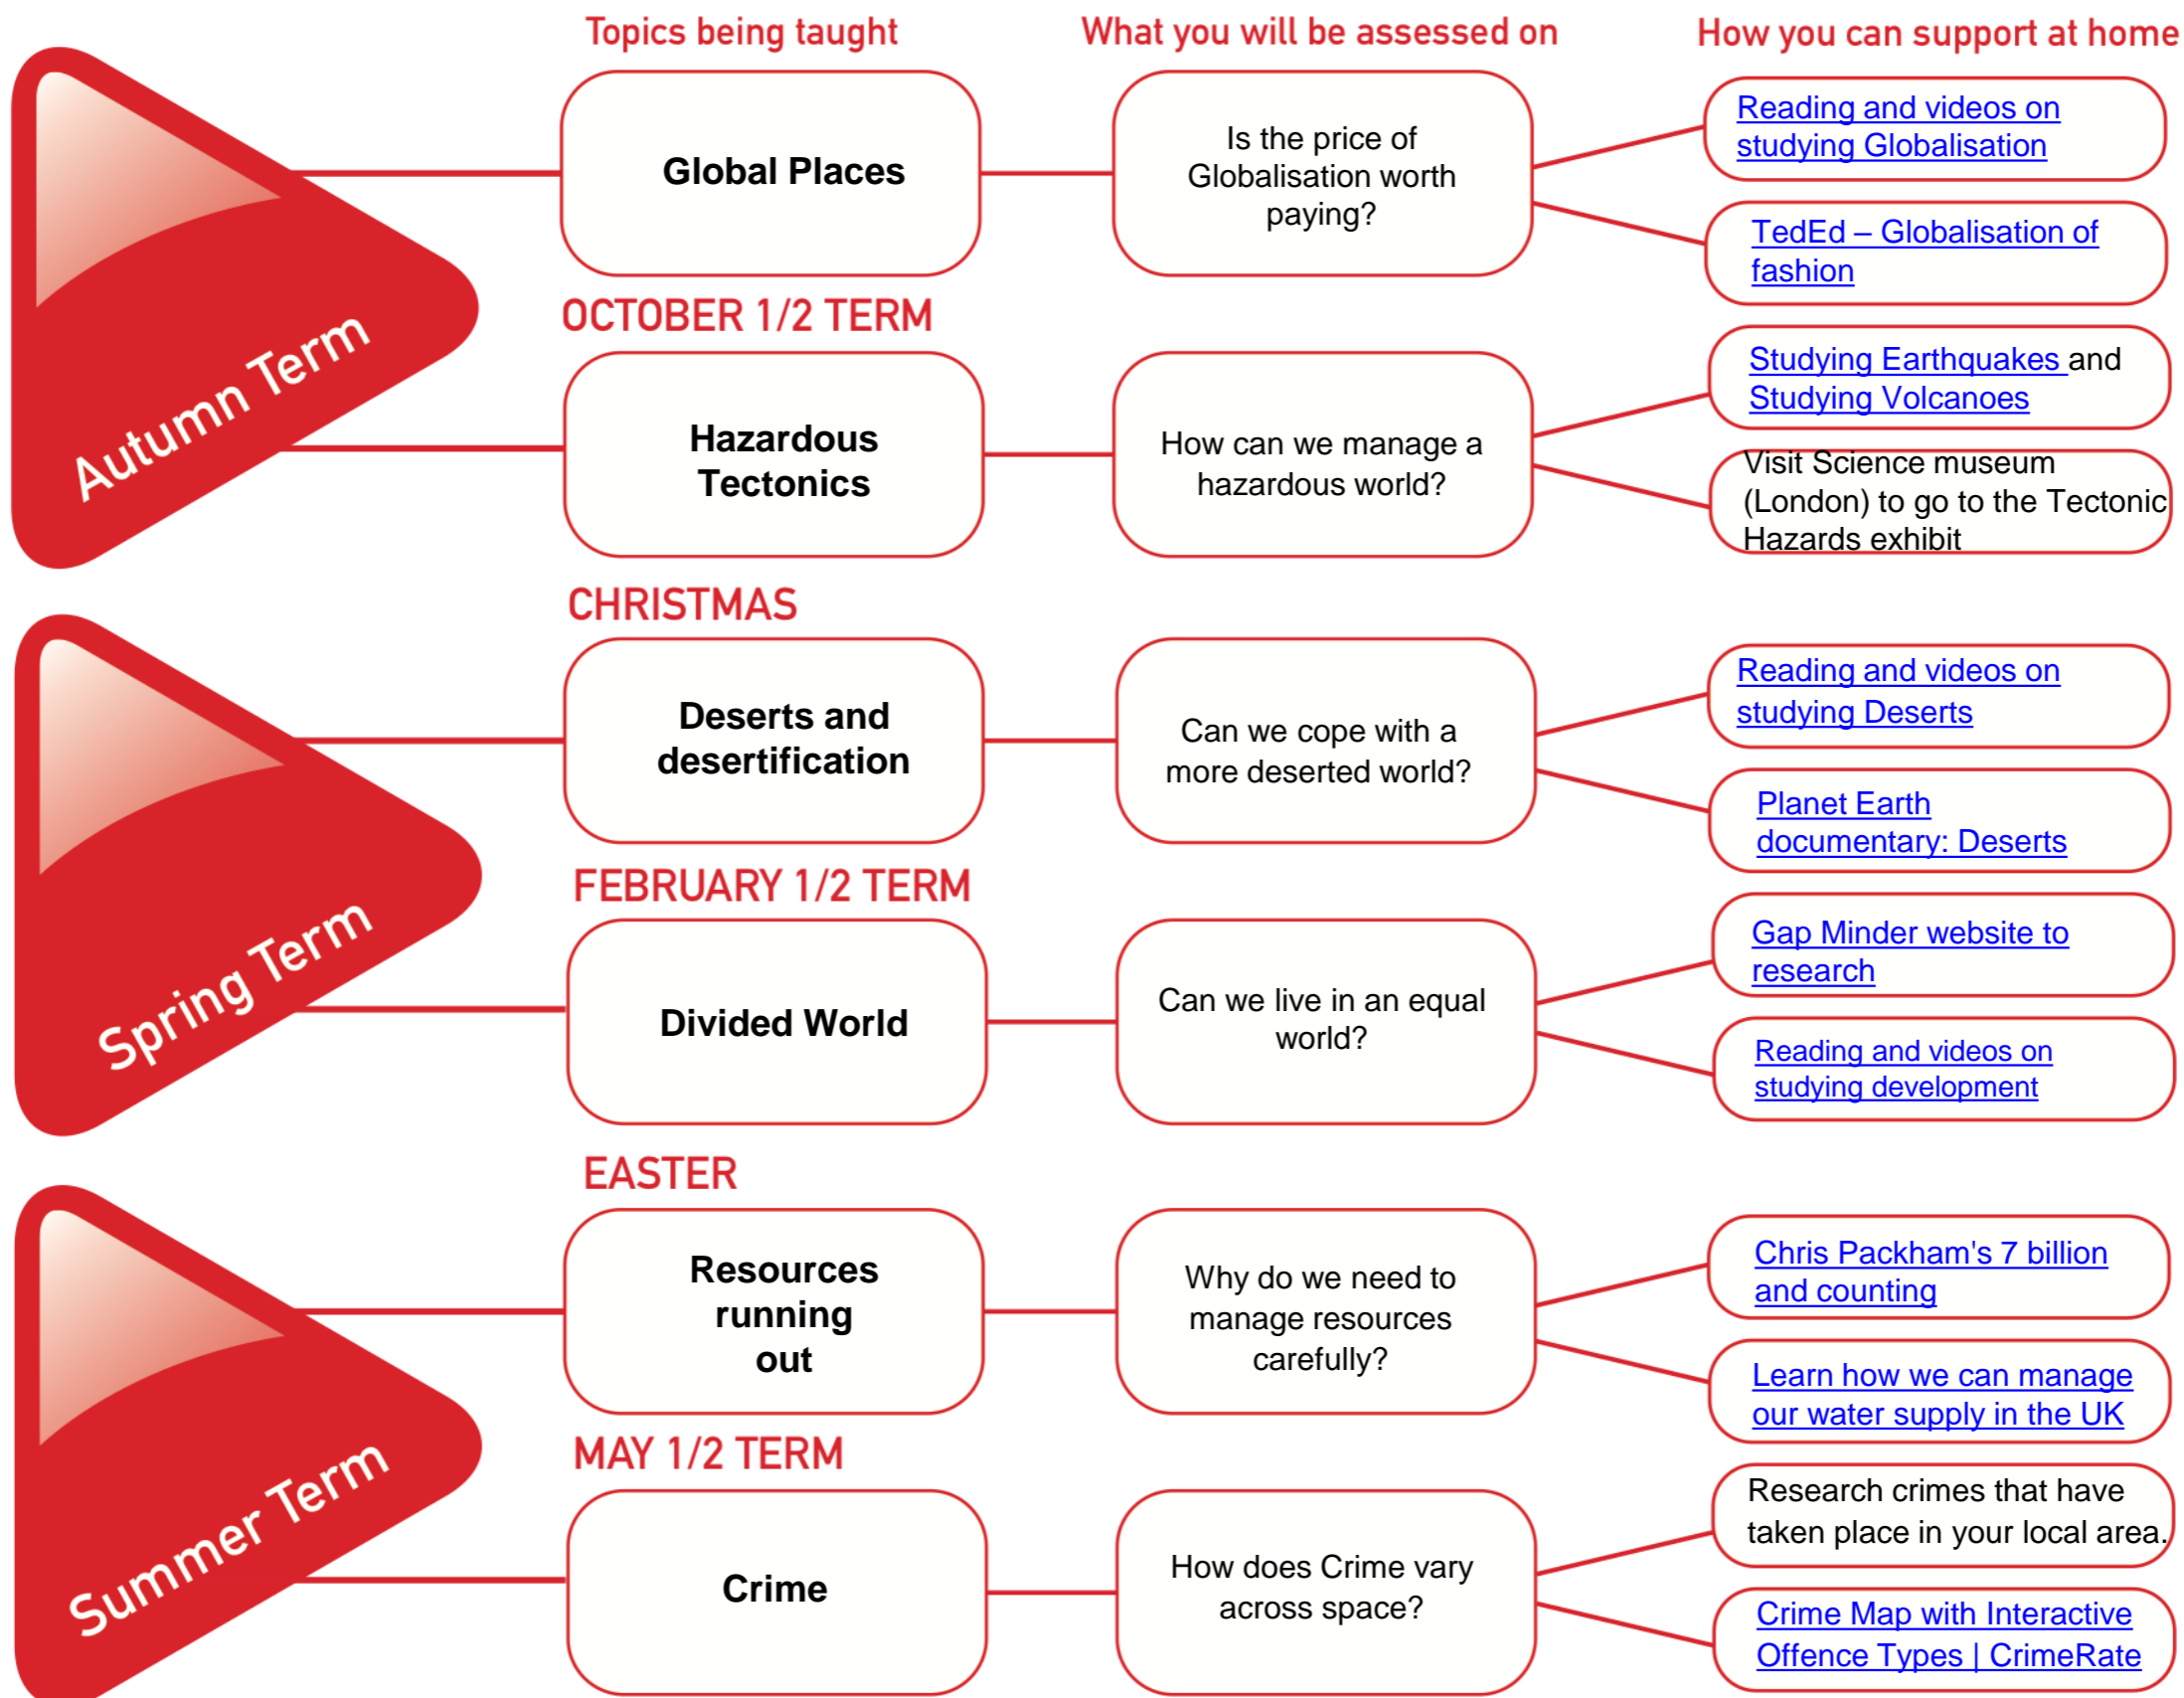 Topics being taught
What you will be assessed on
How you can support at home
Autumn Term
Global Places
Is the price of
Globalisation worth
paying?
Reading and videos on
studying Globalisation
TedEd – Globalisation of
fashion
OCTOBER 1/2 TERM
Hazardous
Tectonics
How can we manage a
hazardous world?
Studying Earthquakes and
Studying Volcanoes
Visit Science museum
(London) to go to the Tectonic
Hazards exhibit
CHRISTMAS
Spring Term
Deserts and
desertification
Can we cope with a
more deserted world?
Reading and videos on
studying Deserts
Planet Earth
documentary: Deserts
FEBRUARY 1/2 TERM
Divided World
Can we live in an equal
world?
Gap Minder website to
research
Reading and videos on
studying development
EASTER
Summer Term
Resources
running
out
Why do we need to
manage resources
carefully?
Chris Packham's 7 billion
and counting
Learn how we can manage
our water supply in the UK
MAY 1/2 TERM
Crime
How does Crime vary
across space?
Research crimes that have
taken place in your local area.
Crime Map with Interactive
Offence Types | CrimeRate